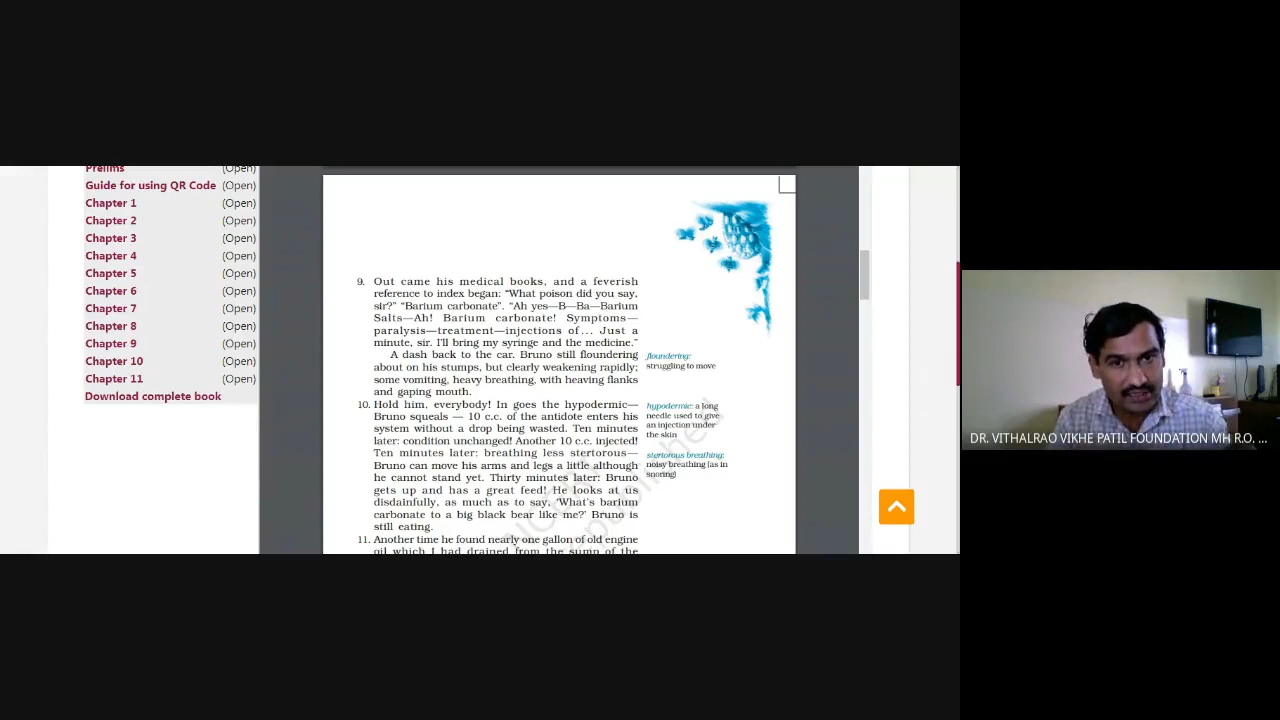 Prelims (Open)
Guide for using QR Code (Open)
Chapter 1 (Open)
Chapter 2 (Open)
Chapter 3 (Open)
Chapter 4 (Open)
Chapter 5 (Open)
Chapter 6 (Open)
Chapter 7 (Open)
Chapter 8 (Open)
Chapter 9 (Open)
Chapter 10 (Open)
Chapter 11 (Open)
Download complete book
9. Out came his medical books, and a feverish
reference to index began: “What poison did you say,
sir?” “Barium carbonate”. “Ah yes—B—Ba—Barium
Salts—Ah! Barium carbonate! Symptoms—
paralysis—treatment—injections of... Just a
minute, sir. I'll bring my syringe and the medicine.”
A dash back to the car. Bruno still floundering
about on his stumps, but clearly weakening rapidly;
some vomiting, heavy breathing, with heaving flanks
and gaping mouth.
10. Hold him, everybody! In goes the hypodermic—
Bruno squeals — 10 c.c. of the antidote enters his
system without a drop being wasted. Ten minutes
later: condition unchanged! Another 10 c.c. injected!
Ten minutes later: breathing less stertorous—
Bruno can move his arms and legs a little although
he cannot stand yet. Thirty minutes later: Bruno
gets up and has a great feed! He looks at us
disdainfully, as much as to say, ‘What's barium
carbonate to a big black bear like me?’ Bruno is
still eating.
11. Another time he found nearly one gallon of old engine
oil which I had drained from the sump of the
floundering:
struggling to move
hypodermic: a long
needle used to give
an injection under
the skin
stertorous breathing:
noisy breathing (as in
snoring)
published
DR. VITHALRAO VIKHE PATIL FOUNDATION MH R.O. ...